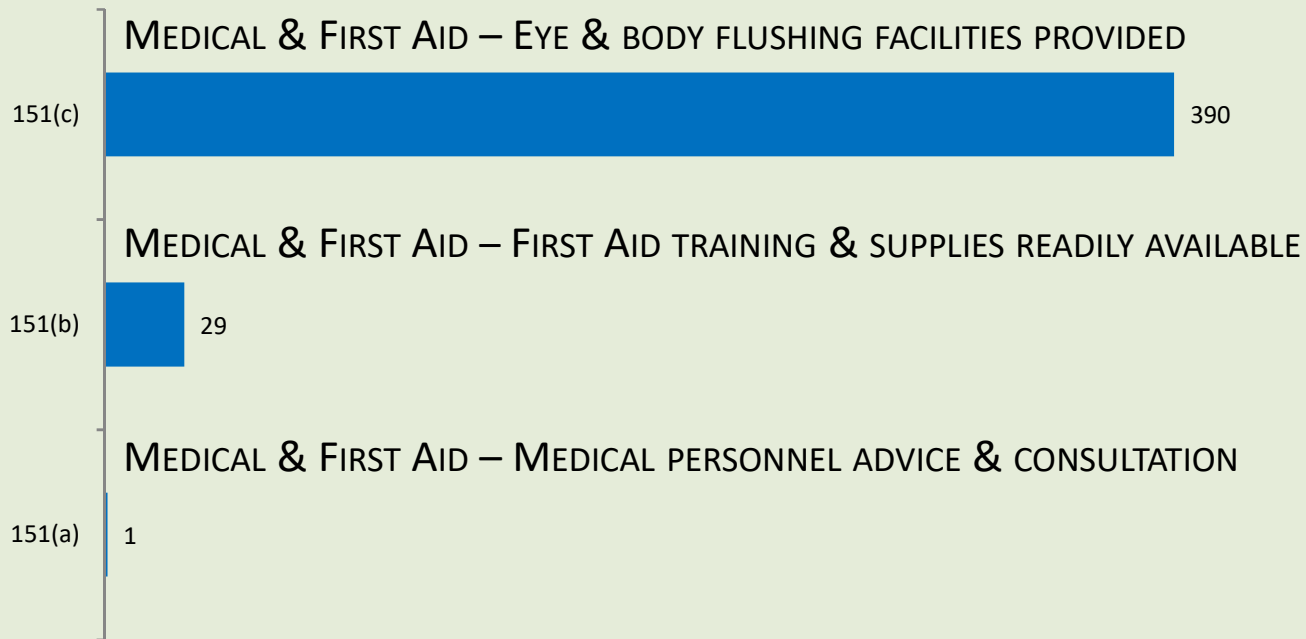 Medical & First Aid – Eye & body flushing facilities provided
151(c) 390
Medical & First Aid – First Aid training & supplies readily available
151(b) 29
Medical & First Aid – Medical personnel advice & consultation
151(a) 1